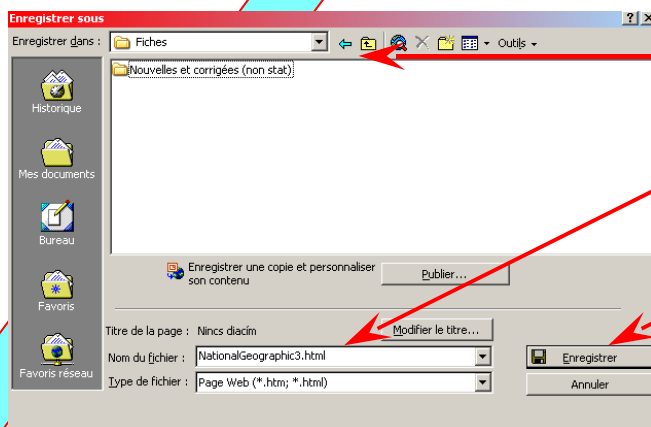 Enregistrer sous
Enregistrer dans :
Fiches
Outils
Nouvelles et corrigées (non stat)
Historique
Mes documents
Bureau
Favoris
Favoris réseau
Enregistrer une copie et personnaliser
son contenu
Publier...
Titre de la page : Nincs diacím
Modifier le titre...
Nom du fichier : NationalGeographic3.html
Enregistrer
Type de fichier : Page Web (*.htm; *.html)
Annuler